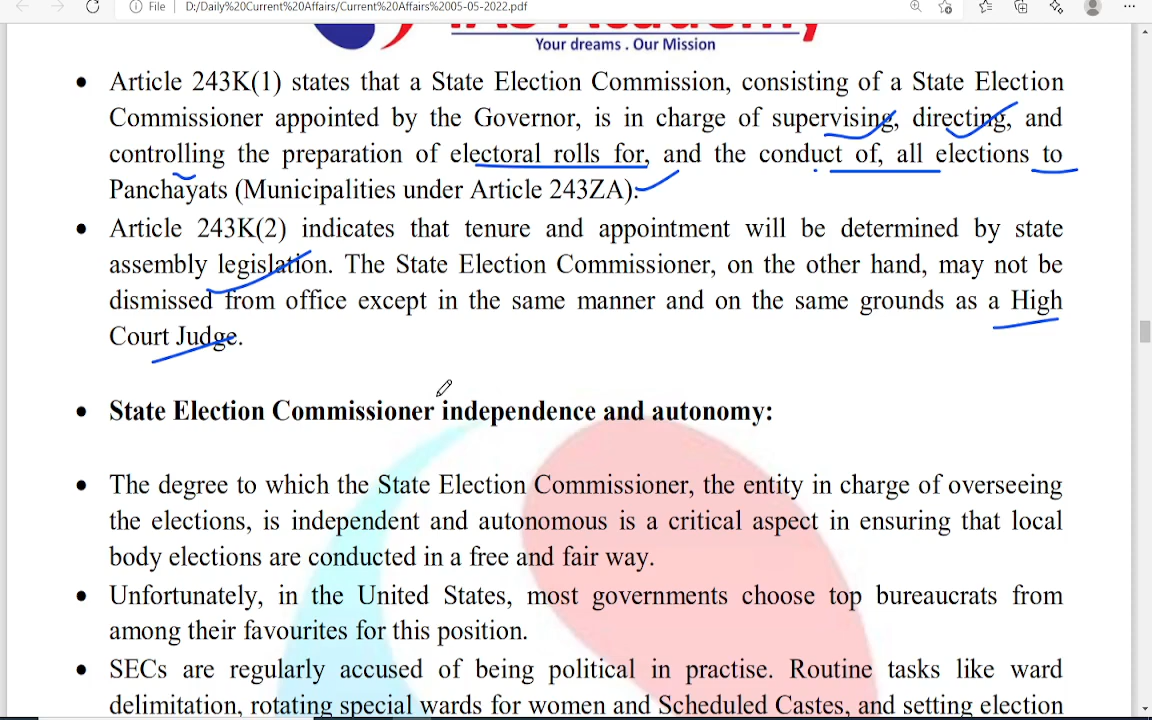 File
D:/Daily%20Current%20Affairs/Current%20Affairs%2005-05-2022.pdf
Academy
Your dreams . Our Mission
• Article 243K(1) states that a State Election Commission, consisting of a State Election
Commissioner appointed by the Governor, is in charge of supervising, directing, and
controlling the preparation of electoral rolls for, and the conduct of, all elections to
Panchayats (Municipalities under Article 243ZA).
• Article 243K(2) indicates that tenure and appointment will be determined by state
assembly legislation. The State Election Commissioner, on the other hand, may not be
dismissed from office except in the same manner and on the same grounds as a High
Court Judge.
• State Election Commissioner independence and autonomy:
• The degree to which the State Election Commissioner, the entity in charge of overseeing
the elections, is independent and autonomous is a critical aspect in ensuring that local
body elections are conducted in a free and fair way.
• Unfortunately, in the United States, most governments choose top bureaucrats from
among their favourites for this position.
• SECs are regularly accused of being political in practise. Routine tasks like ward
delimitation, rotating special wards for women and Scheduled Castes, and setting election